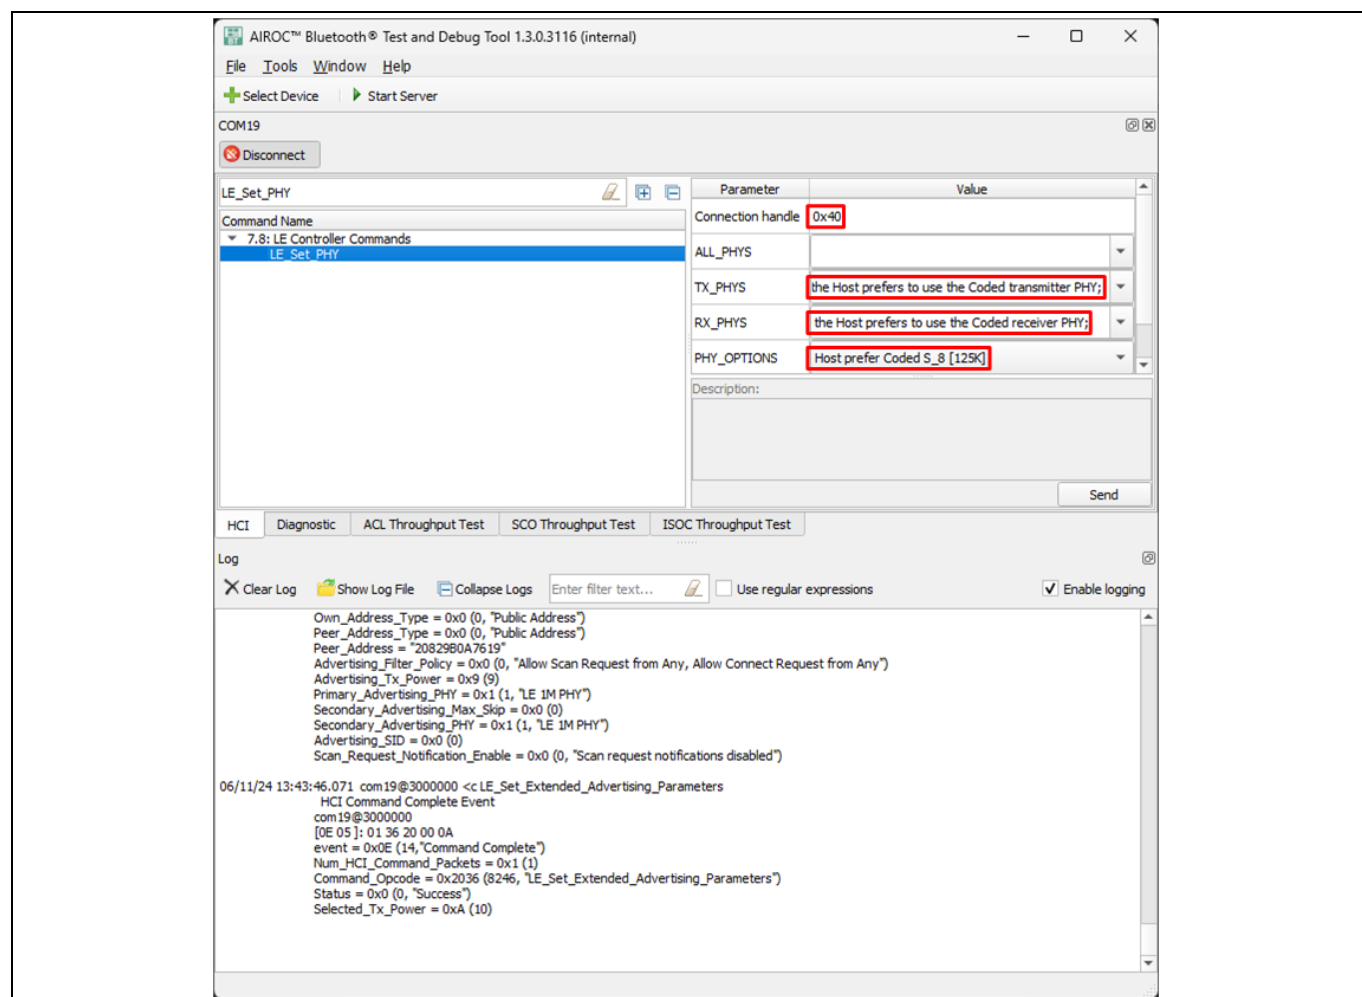 AIROC™ Bluetooth® Test and Debug Tool 1.3.0.3116 (internal)
File Tools Window Help
Select Device Start Server
COM19
Disconnect
LE_Set_PHY
Command Name
7.8: LE Controller Commands
LE_Set_PHY
Parameter Value
Connection handle 0x40
ALL_PHYS
TX_PHYS the Host prefers to use the Coded transmitter PHY;
RX_PHYS the Host prefers to use the Coded receiver PHY;
PHY_OPTIONS Host prefer Coded S_8 [125K]
Description:
Send
HCI Diagnostic ACL Throughput Test SCO Throughput Test ISOC Throughput Test
Log
Clear Log Show Log File Collapse Logs Enter filter text... Use regular expressions Enable logging
Own_Address_Type = 0x0 (0, "Public Address")
Peer_Address_Type = 0x0 (0, "Public Address")
Peer_Address = "20829B0A7619"
Advertising_Filter_Policy = 0x0 (0, "Allow Scan Request from Any, Allow Connect Request from Any")
Advertising_Tx_Power = 0x9 (9)
Primary_Advertising_PHY = 0x1 (1, "LE 1M PHY")
Secondary_Advertising_Max_Skip = 0x0 (0)
Secondary_Advertising_PHY = 0x1 (1, "LE 1M PHY")
Advertising_SID = 0x0 (0)
Scan_Request_Notification_Enable = 0x0 (0, "Scan request notifications disabled")
06/11/24 13:43:46.071 com19@3000000 <c LE_Set_Extended_Advertising_Parameters
HCI Command Complete Event
com19@3000000
[0E 05 ]: 01 36 20 00 0A
event = 0x0E (14,"Command Complete")
Num_HCI_Command_Packets = 0x1 (1)
Command_Opcode = 0x2036 (8246, "LE_Set_Extended_Advertising_Parameters")
Status = 0x0 (0, "Success")
Selected_Tx_Power = 0xA (10)